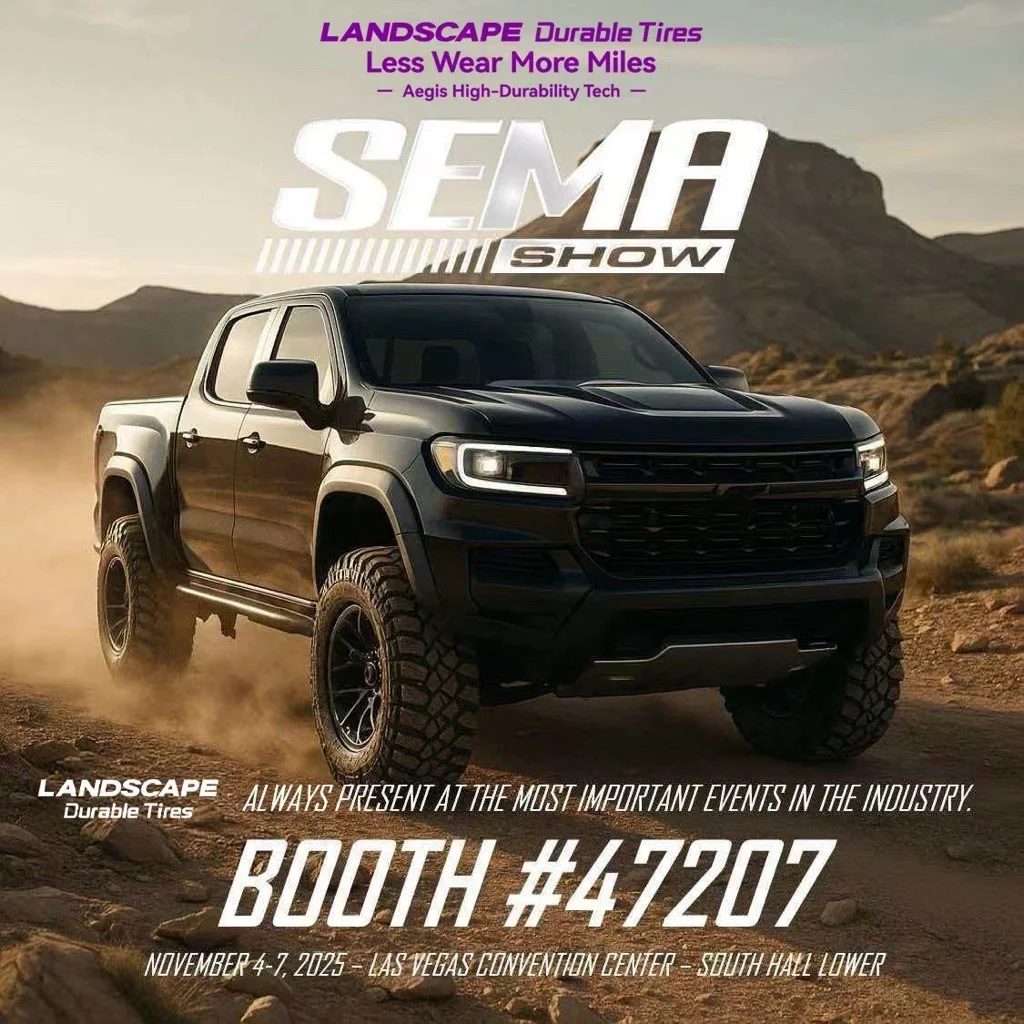 LANDSCAPE Durable Tires
Less Wear More Miles
— Aegis High-Durability Tech —
SEMA
SHOW
LANDSCAPE
Durable Tires
ALWAYS PRESENT AT THE MOST IMPORTANT EVENTS IN THE INDUSTRY.
BOOTH #47207
NOVEMBER 4-7, 2025 – LAS VEGAS CONVENTION CENTER – SOUTH HALL LOWER